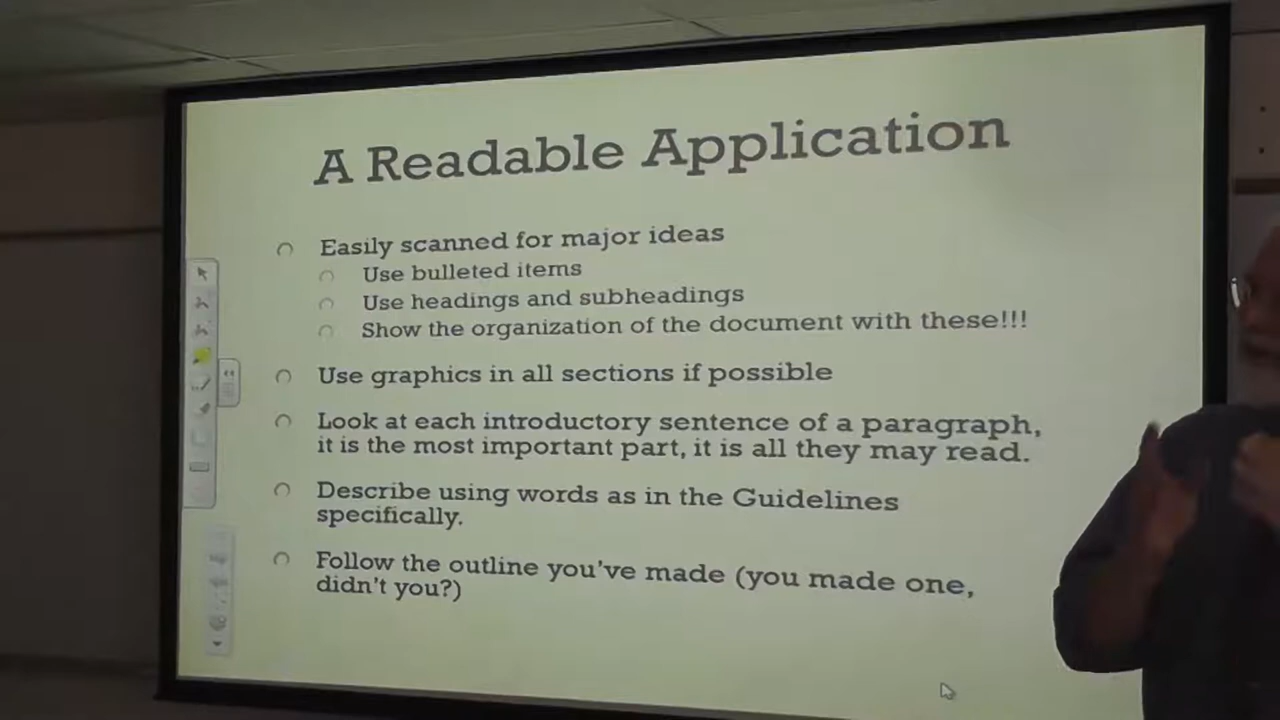 A Readable Application
Easily scanned for major ideas
Use bulleted items
Use headings and subheadings
Show the organization of the document with these!!!
Use graphics in all sections if possible
Look at each introductory sentence of a paragraph,
it is the most important part, it is all they may read.
Describe using words as in the Guidelines
specifically.
Follow the outline you've made (you made one,
didn't you?)